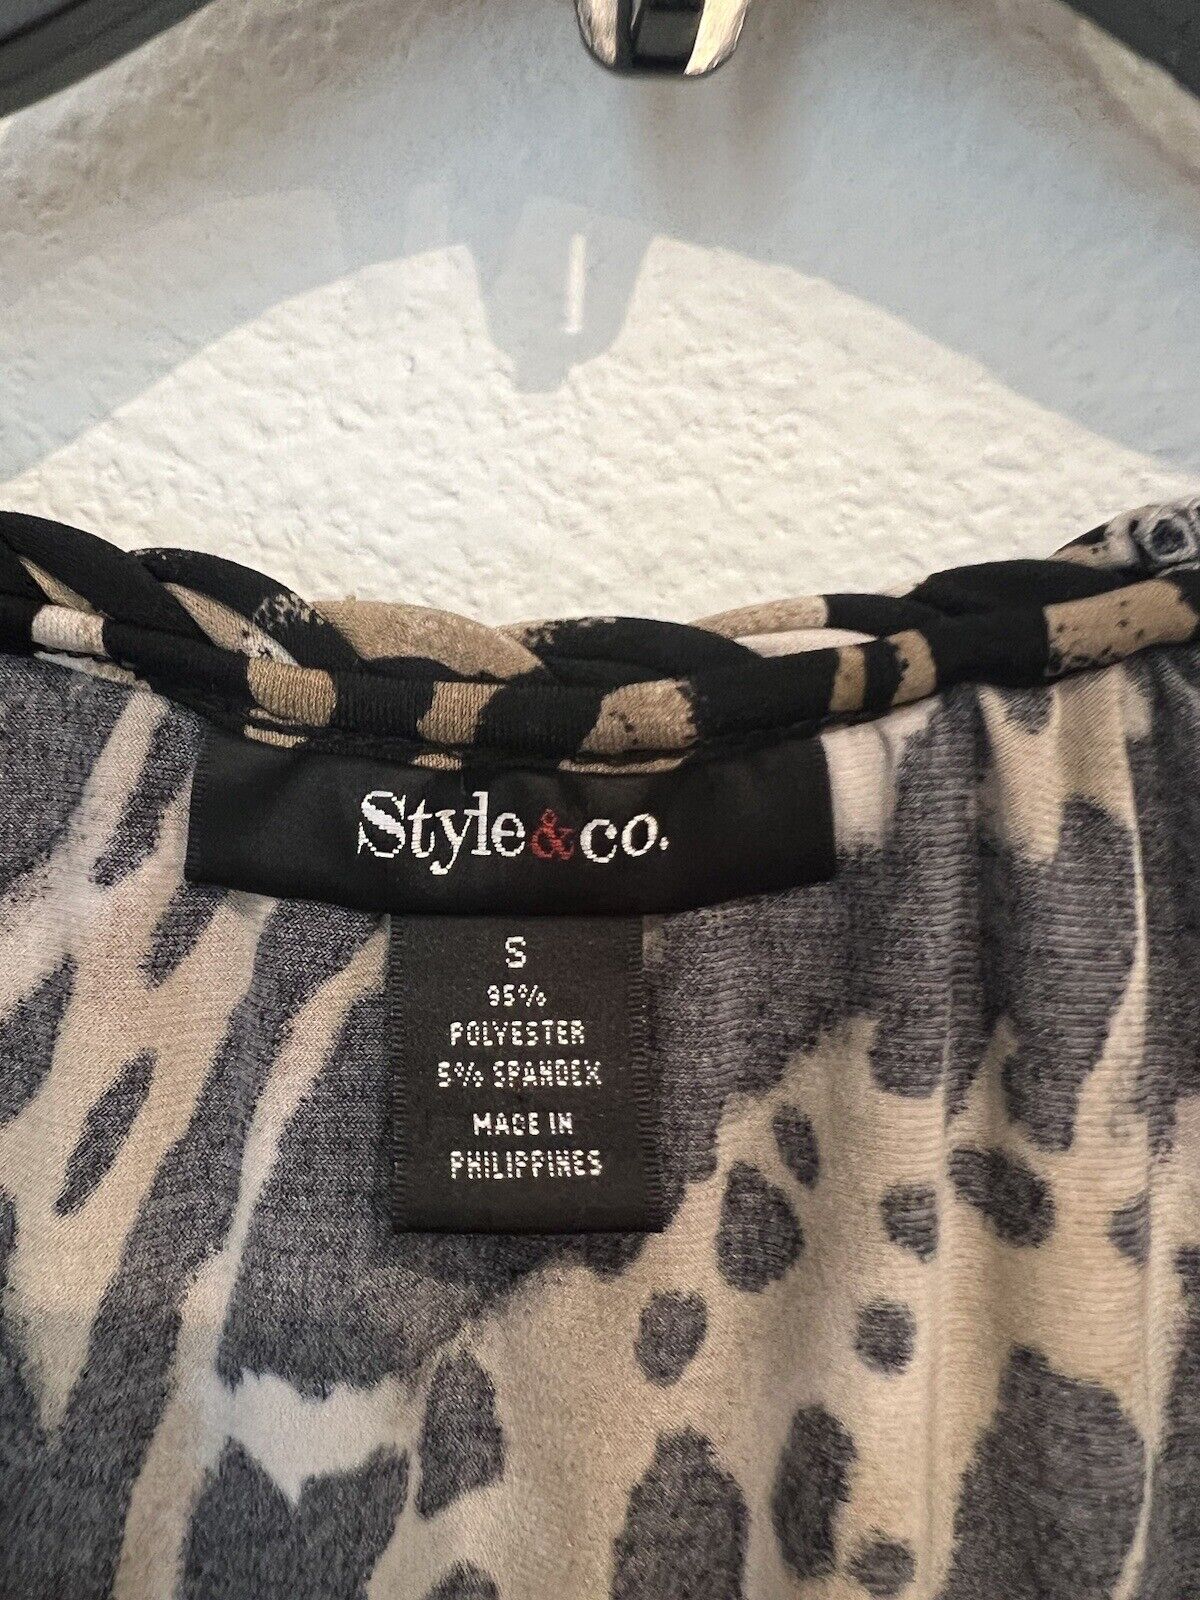 Style&co.
S
95%
POLYESTER
5% SPANDEX
MADE IN
PHILIPPINES